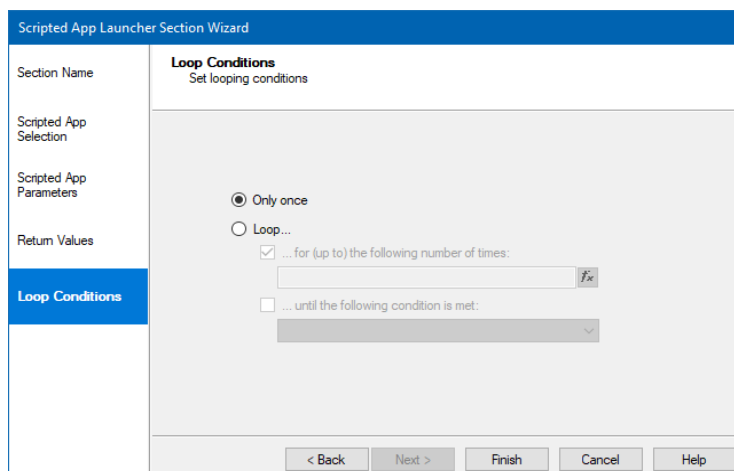 Scripted App Launcher Section Wizard
Section Name
Scripted App
Selection
Scripted App
Parameters
Return Values
Loop Conditions
Loop Conditions
Set looping conditions
Only once
Loop...
... for (up to) the following number of times:
fx
... until the following condition is met:
< Back
Next >
Finish
Cancel
Help